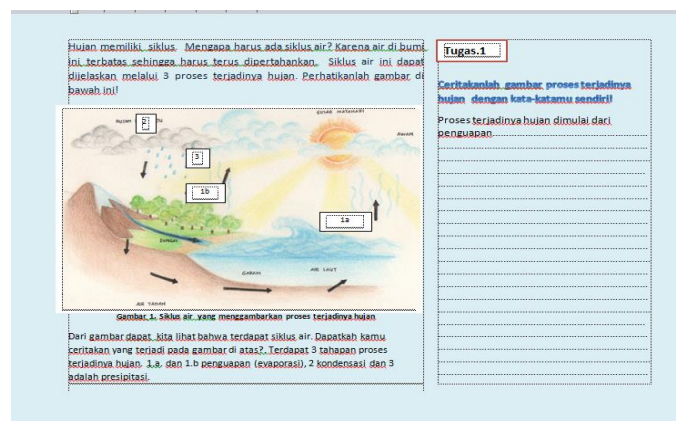 Hujan memiliki siklus. Mengapa harus ada siklus air? Karena air di bumi
ini terbatas sehingga harus terus dipertahankan. Siklus air ini dapat
dijelaskan melalui 3 proses terjadinya hujan. Perhatikanlah gambar di
bawah ini!
2
SINAR MATAHARI
AWAN
3
1b
1a
SUNGAI
AIR LAUT
AIR TANAH
Gambar 1. Siklus air yang menggambarkan proses terjadinya hujan
Dari gambar dapat kita lihat bahwa terdapat siklus air. Dapatkah kamu
ceritakan yang terjadi pada gambar di atas?. Terdapat 3 tahapan proses
terjadinya hujan. 1.a. dan 1.b penguapan (evaporasi), 2 kondensasi dan 3
adalah presipitasi.
Tugas.1
Ceritakanlah gambar proses terjadinya
hujan dengan kata-katamu sendiri!
Proses terjadinya hujan dimulai dari
penguapan